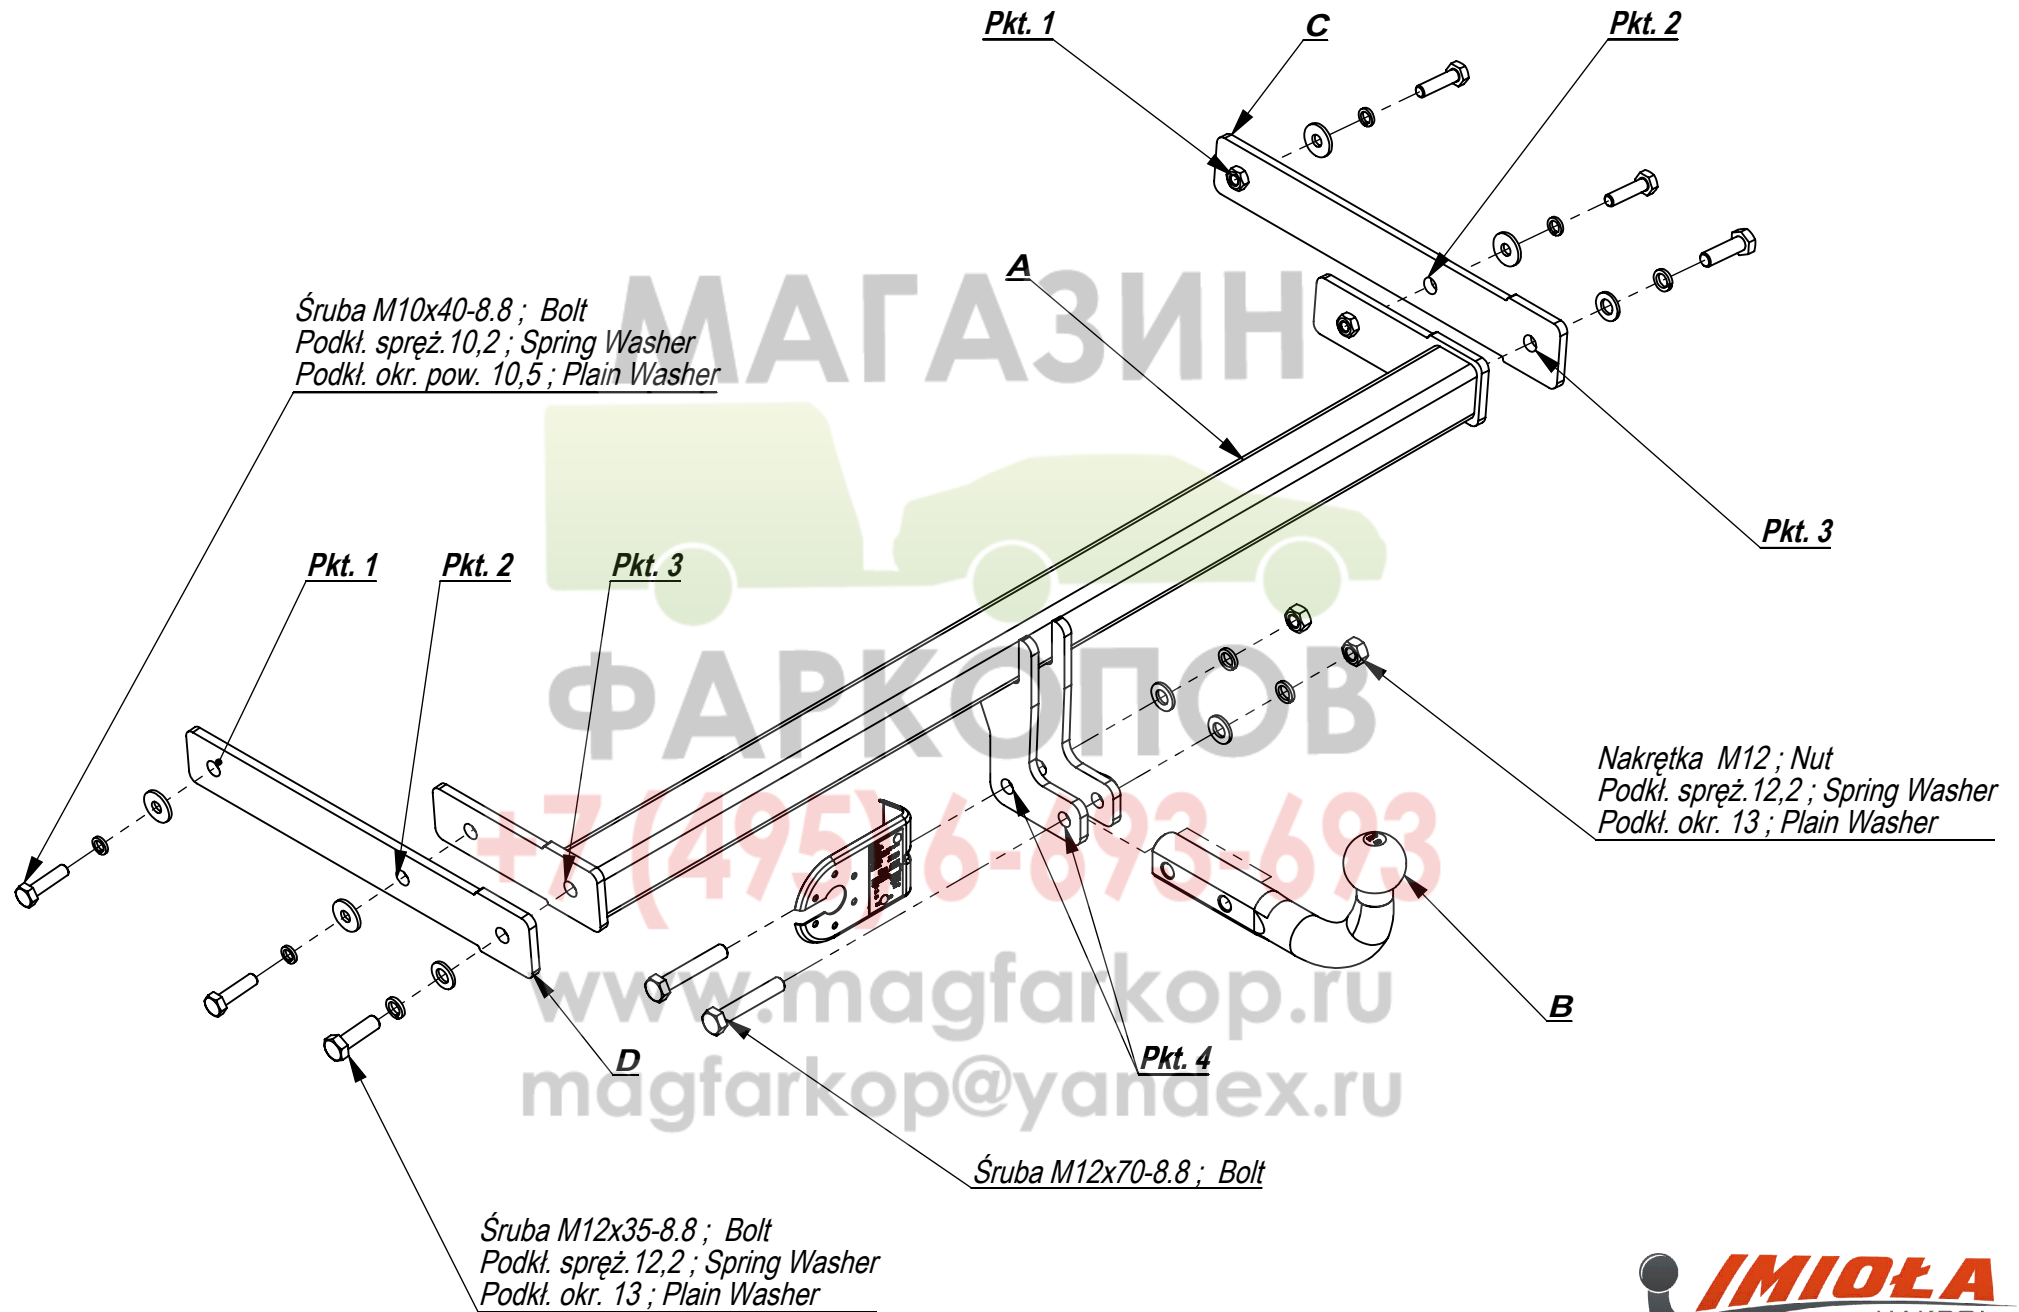 Pkt. 1
C
Pkt. 2
A
МАГАЗИН
Śruba M10x40-8.8 ; Bolt
Podkł. spręż.10,2 ; Spring Washer
Podkł. okr. pow. 10,5 ; Plain Washer
Pkt. 3
Pkt. 1
Pkt. 2
Pkt. 3
ФАРКОПОВ
Nakrętka M12 ; Nut
Podkł. spręż.12,2 ; Spring Washer
Podkł. okr. 13 ; Plain Washer
+7 (495) 6-693-693
www.magfarkop.ru
B
D
Pkt. 4
magfarkop@yandex.ru
Śruba M12x70-8.8 ; Bolt
Śruba M12x35-8.8 ; Bolt
Podkł. spręż.12,2 ; Spring Washer
Podkł. okr. 13 ; Plain Washer
IMIOŁA